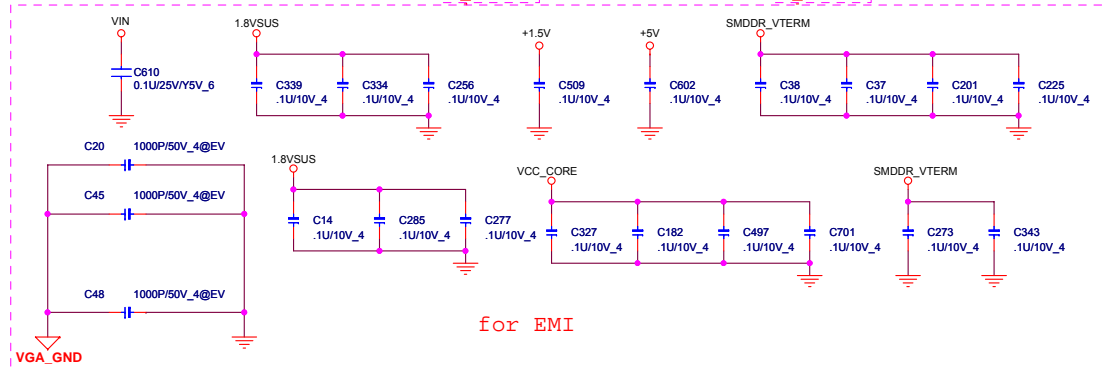 VIN
C610
0.1U/25V/Y5V_6
1.8VSUS
C339
.1U/10V_4
C334
.1U/10V_4
C256
.1U/10V_4
+1.5V
C509
.1U/10V_4
+5V
C602
.1U/10V_4
SMDDR_VTERM
C38
.1U/10V_4
C37
.1U/10V_4
C201
.1U/10V_4
C225
.1U/10V_4
C20 1000P/50V_4@EV
C45 1000P/50V_4@EV
C48 1000P/50V_4@EV
VGA_GND
1.8VSUS
C14
.1U/10V_4
C285
.1U/10V_4
C277
.1U/10V_4
VCC_CORE
C327
.1U/10V_4
C182
.1U/10V_4
C497
.1U/10V_4
C701
.1U/10V_4
SMDDR_VTERM
C273
.1U/10V_4
C343
.1U/10V_4
for EMI